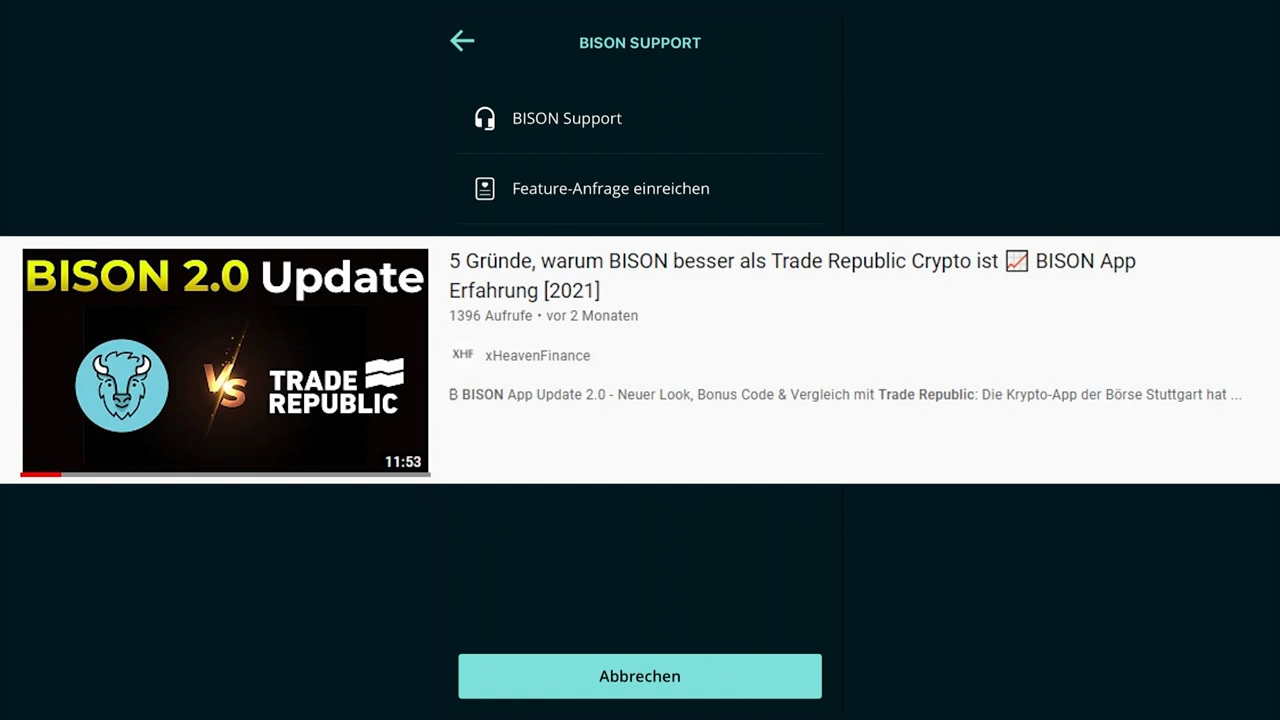 BISON SUPPORT
BISON Support
Feature-Anfrage einreichen
BISON 2.0 Update
VS
TRADE
REPUBLIC
11:53
5 Gründe, warum BISON besser als Trade Republic Crypto ist 📈 BISON App
Erfahrung [2021]
1396 Aufrufe • vor 2 Monaten
XHF xHeavenFinance
₿ BISON App Update 2.0 - Neuer Look, Bonus Code & Vergleich mit Trade Republic: Die Krypto-App der Börse Stuttgart hat ...
Abbrechen